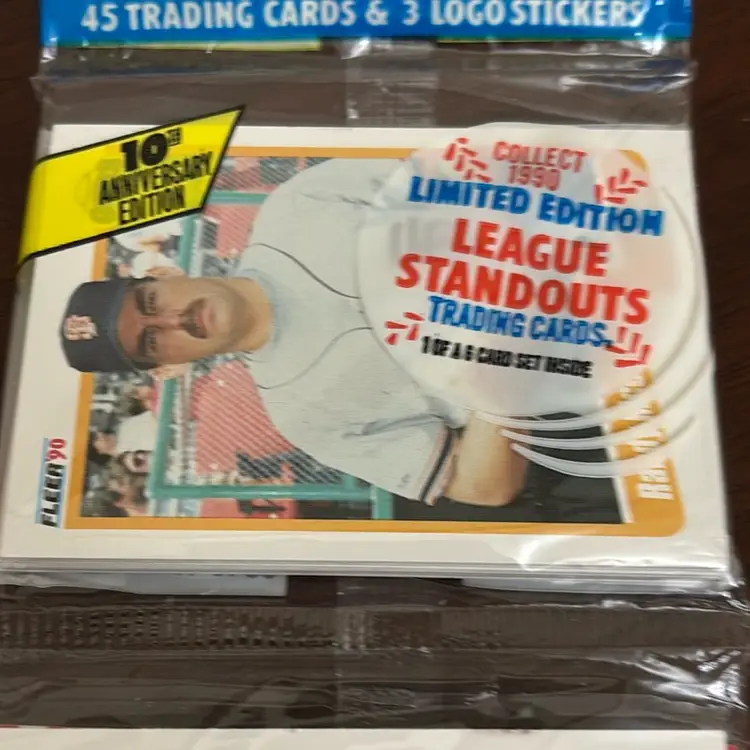 45 TRADING CARDS & 3 LOGO STICKERS
10TH
ANNIVERSARY
EDITION
COLLECT
1990
LIMITED EDITION
LEAGUE
STANDOUTS
TRADING CARDS.
1 OF A 6 CARD SET INSIDE
FLEER '90
SF